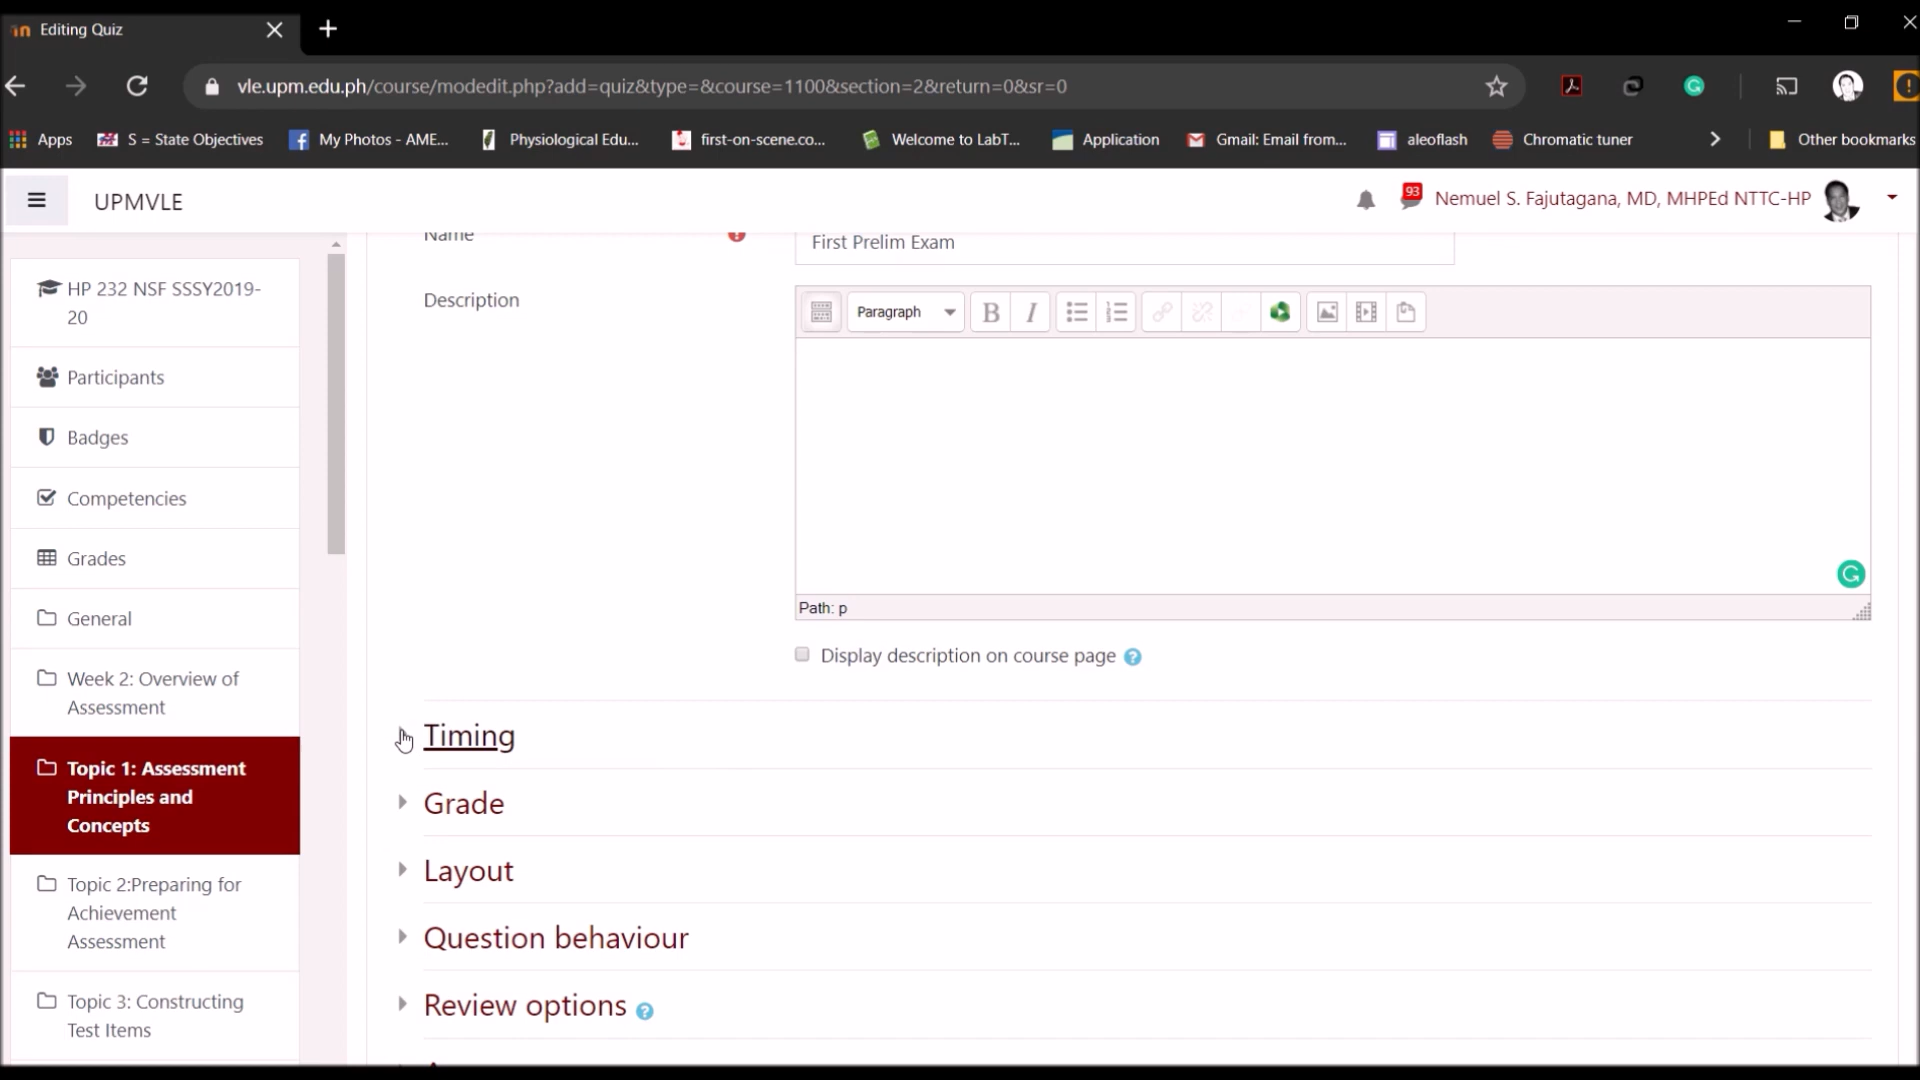 Editing Quiz
vle.upm.edu.ph/course/modedit.php?add=quiz&type=&course=1100&section=2&return=0&sr=0
Apps
S = State Objectives
My Photos - AME...
Physiological Edu...
first-on-scene.co...
Welcome to LabT...
Application
Gmail: Email from...
aleoflash
Chromatic tuner
Other bookmarks
UPMVLE
93
Nemuel S. Fajutagana, MD, MHPEd NTTC-HP
HP 232 NSF SSSY2019-
20
Participants
Badges
Competencies
Grades
General
Week 2: Overview of
Assessment
Topic 1: Assessment
Principles and
Concepts
Topic 2:Preparing for
Achievement
Assessment
Topic 3: Constructing
Test Items
Name
First Prelim Exam
Description
Paragraph
B
I
Path: p
Display description on course page
Timing
Grade
Layout
Question behaviour
Review options